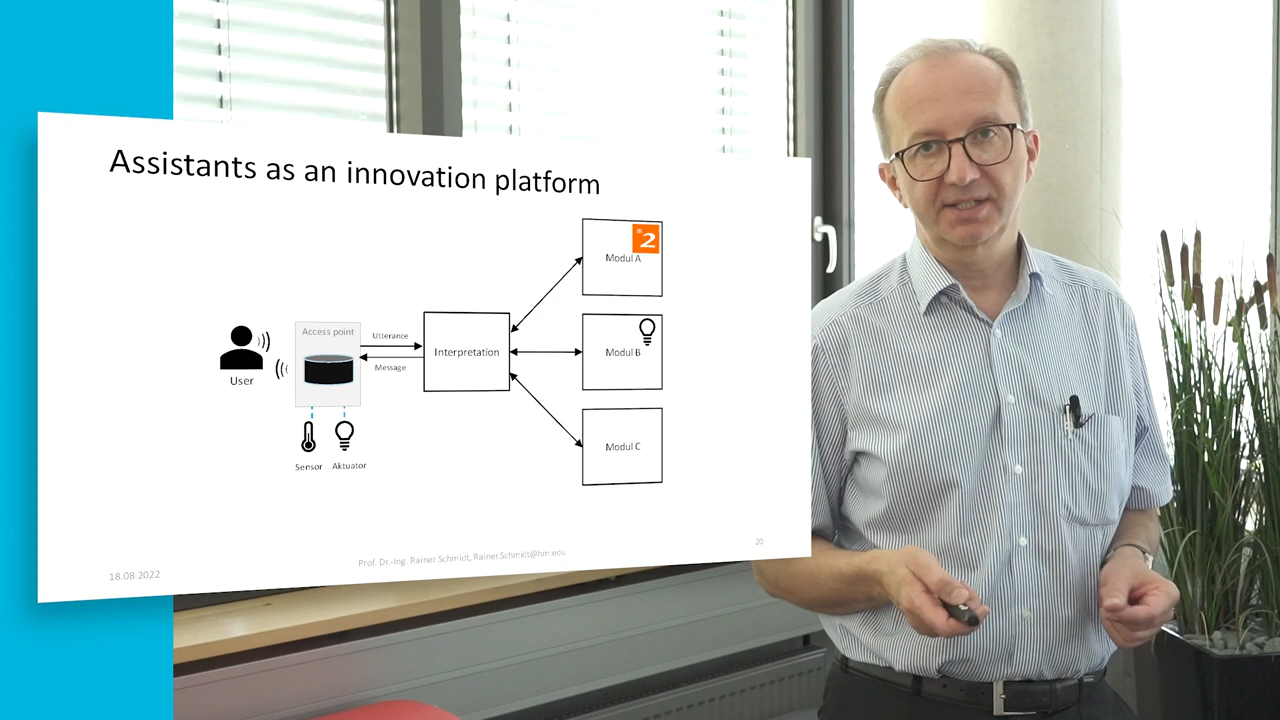 Assistants as an innovation platform
2
Modul A
Access point
Utterance
Interpretation
Modul B
Message
User
Modul C
Sensor
Aktuator
18.08.2022
Prof. Dr.-Ing. Rainer Schmidt, Rainer.Schmidt@hm.edu
20